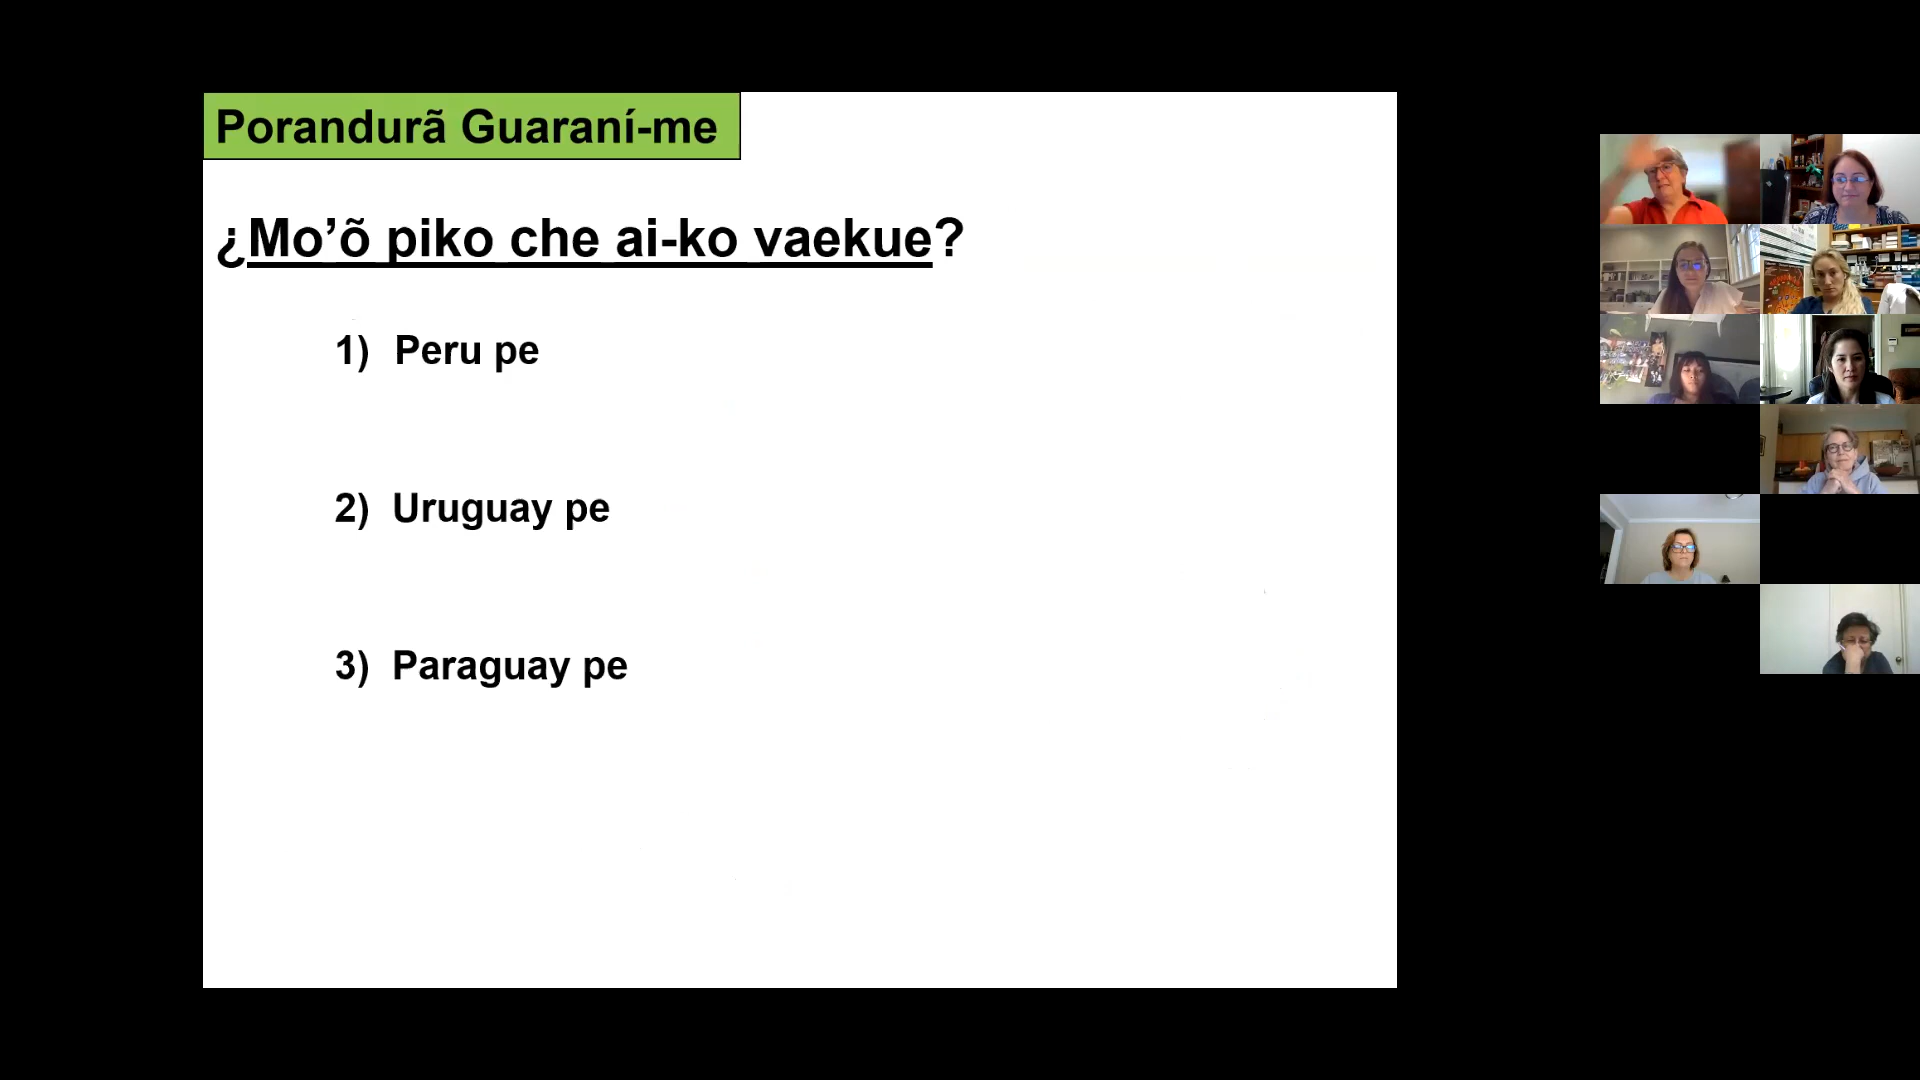 Porandurã Guaraní-me
¿Mo’õ piko che ai-ko vaekue?
1) Peru pe
2) Uruguay pe
3) Paraguay pe